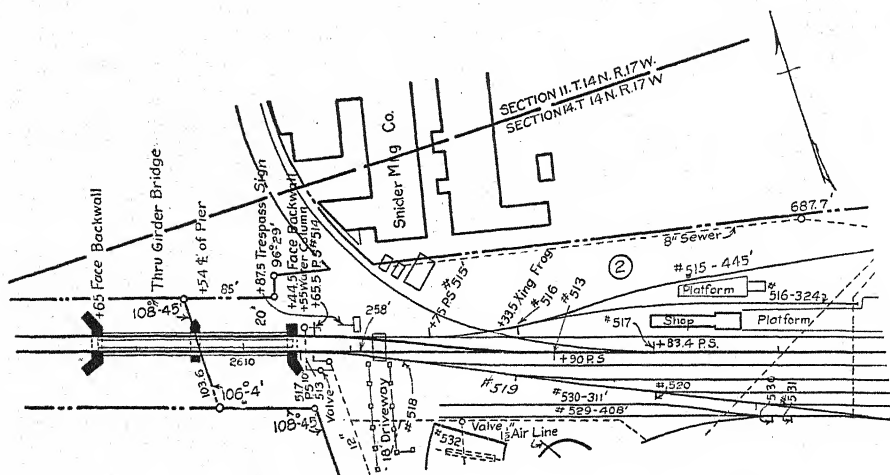 SECTION 11. T. 14 N. R. 17 W.
SECTION 14. T 14 N. R. 17 W
+65 Face Backwall
Thru Girder Bridge
+54 ¢ of Pier
+87.5 Trespass Sign
96°-29'
+44.5 Face Backwall
+55 Water Column
+65.5 P.S #514
Snider Mfg Co.
687.7
8" Sewer
2
85'
108°-45'
20'
+75 P.S #515
+33.5 Xing Frog
#516
#513
#515-445'
Platform
#516-324
#517
Shop
Platform
+83.4 P.S.
258'
2610
+90 P.S
103.6
106°-4'
108°-45'
517
P.S
513
10"
Valve
12"
18' Driveway
#518
#519
#520
#530-311'
#529-408'
#530
#531
#532
Valve
1½" Air Line